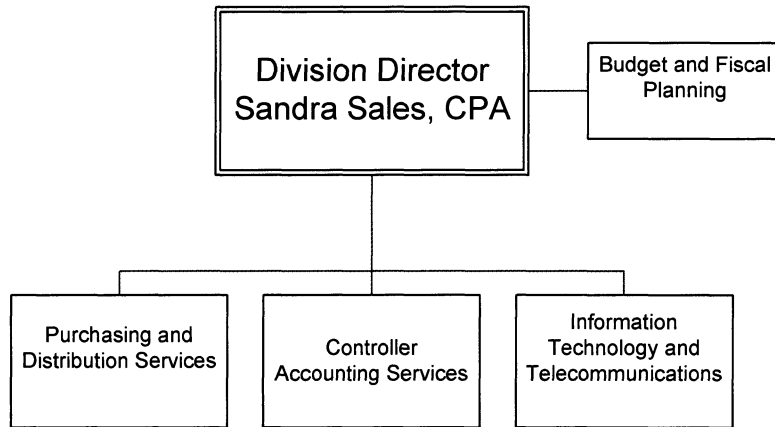 Division Director
Sandra Sales, CPA
Budget and Fiscal
Planning
Purchasing and
Distribution Services
Controller
Accounting Services
Information
Technology and
Telecommunications